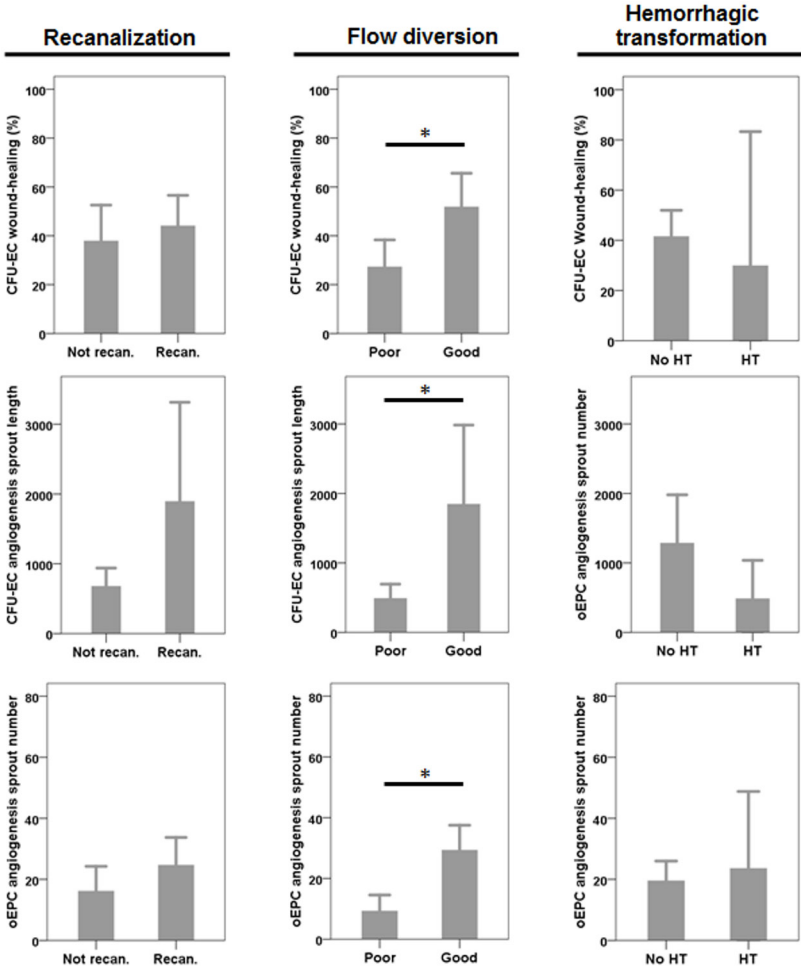 Recanalization
Flow diversion
Hemorrhagic
transformation
CFU-EC wound-healing (%)
100
80
60
40
20
0
Not recan. Recan.
CFU-EC wound-healing (%)
100
80
60
40
20
0
*
Poor Good
CFU-EC Wound-healing (%)
100
80
60
40
20
0
No HT HT
CFU-EC angiogenesis sprout length
3000
2000
1000
0
Not recan. Recan.
CFU-EC angiogenesis sprout length
3000
2000
1000
0
*
Poor Good
oEPC angiogenesis sprout number
3000
2000
1000
0
No HT HT
oEPC angiogenesis sprout number
80
60
40
20
0
Not recan. Recan.
oEPC angiogenesis sprout number
80
60
40
20
0
*
Poor Good
oEPC angiogenesis sprout number
80
60
40
20
0
No HT HT